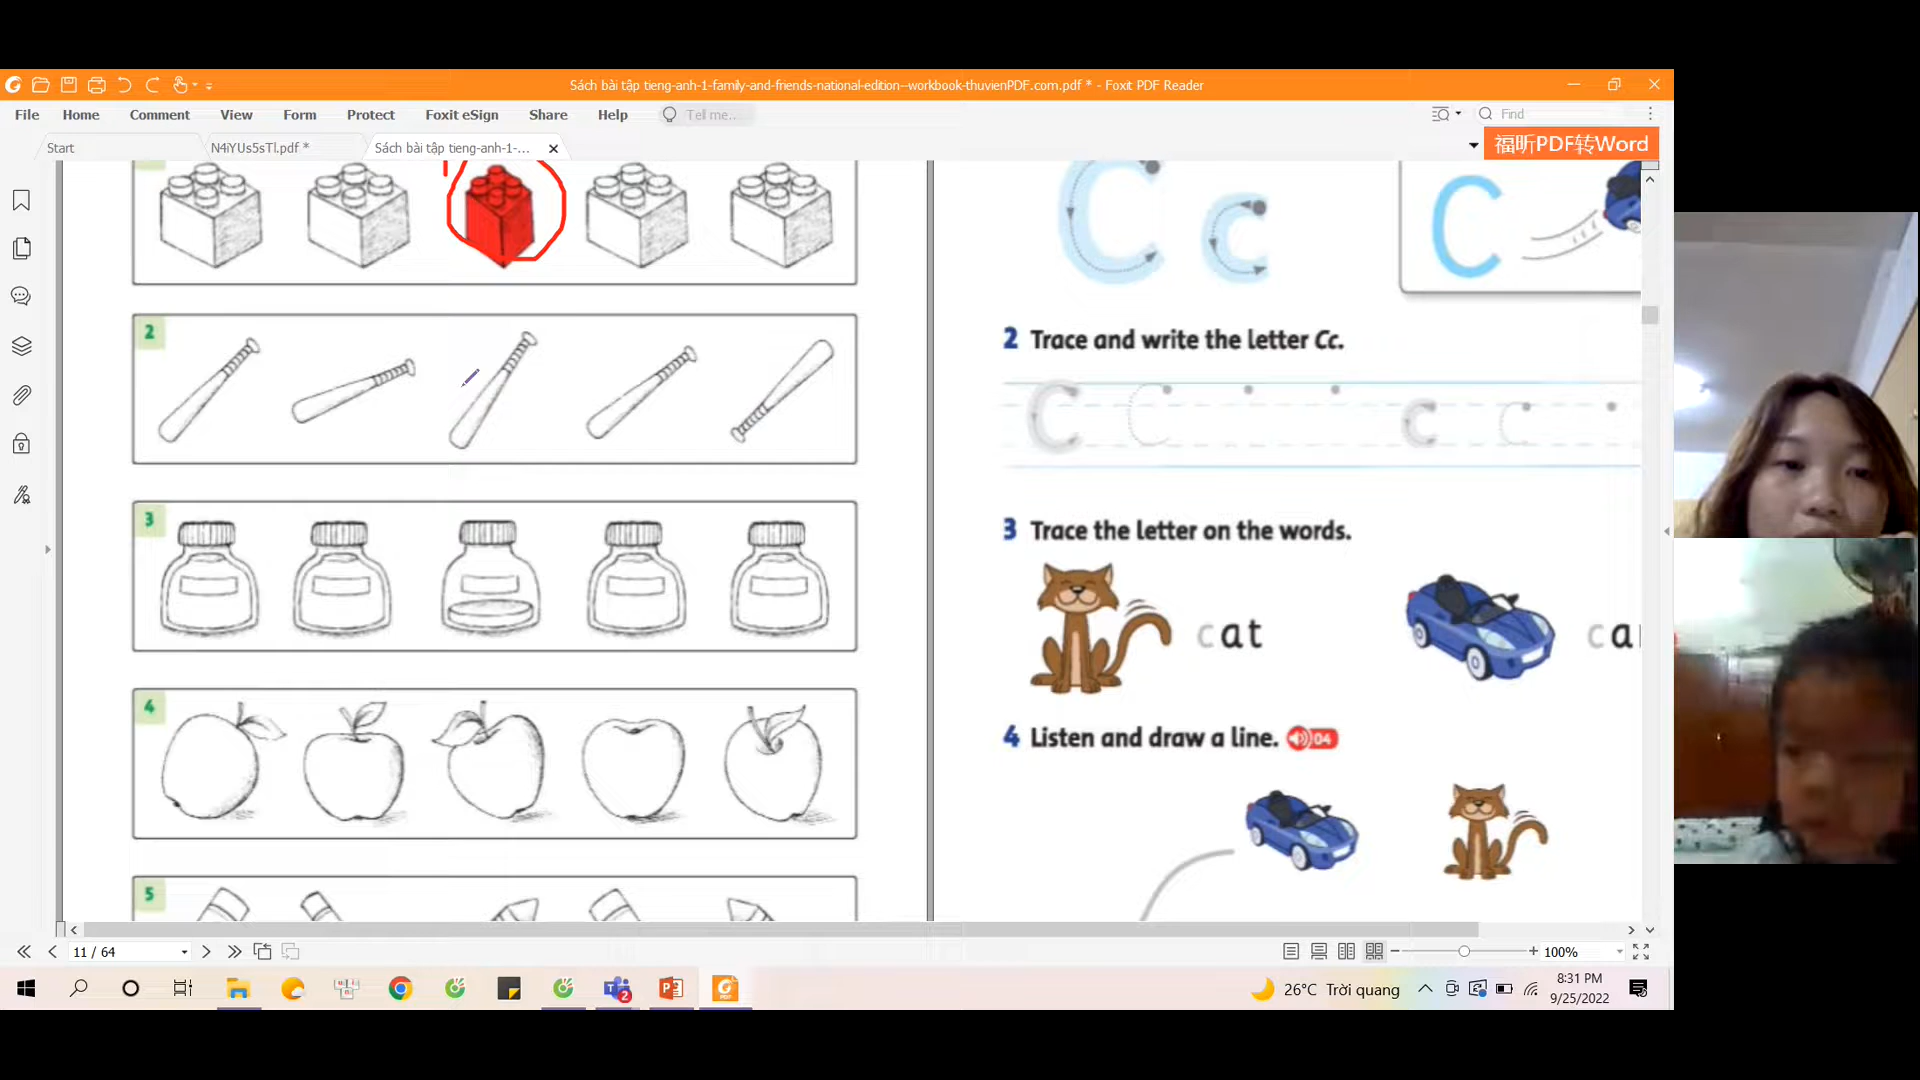 Sách bài tập tieng-anh-1-family-and-friends-national-edition--workbook-thuvienPDF.com.pdf * - Foxit PDF Reader
File Home Comment View Form Protect Foxit eSign Share Help Tell me... Find
Start N4iYUs5sTl.pdf * Sách bài tập tieng-anh-1-... 福昕PDF转Word
C c C
2
2 Trace and write the letter Cc.
C C c c
3
3 Trace the letter on the words.
cat
4
4 Listen and draw a line. 04
5
11 / 64
100%
2
26°C Trời quang
8:31 PM
9/25/2022